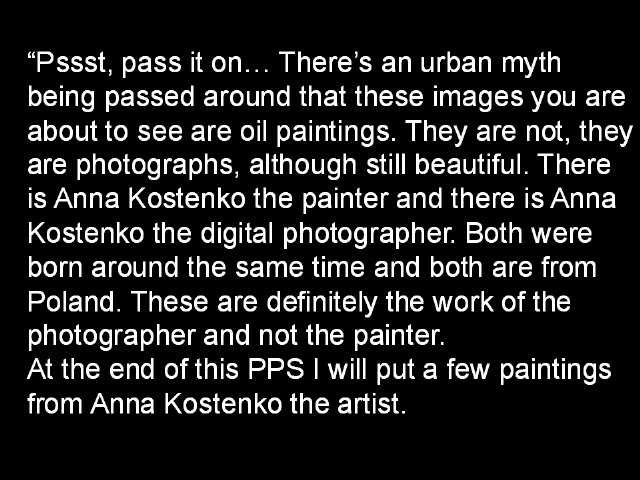 “Pssst, pass it on… There’s an urban myth
being passed around that these images you are
about to see are oil paintings. They are not, they
are photographs, although still beautiful. There
is Anna Kostenko the painter and there is Anna
Kostenko the digital photographer. Both were
born around the same time and both are from
Poland. These are definitely the work of the
photographer and not the painter.
At the end of this PPS I will put a few paintings
from Anna Kostenko the artist.